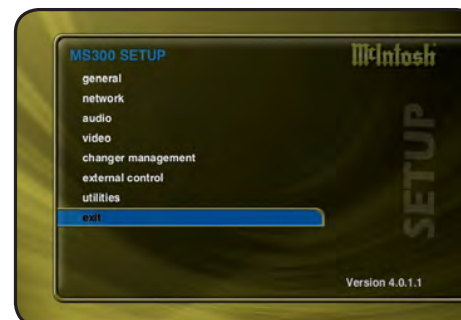 MS300 SETUP
McIntosh
general
network
audio
video
changer management
external control
utilities
exit
SETUP
Version 4.0.1.1